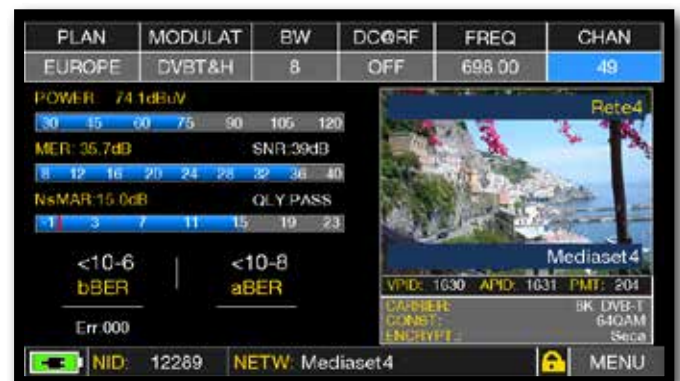 PLAN MODULAT BW DC@RF FREQ CHAN
EUROPE DVBT&H 8 OFF 698.00 49
POWER: 74.1dBuV
30 45 60 75 90 105 120
MER: 35.7dB SNR:39dB
8 12 16 20 24 28 32 36 40
NsMAR:15.0dB QLY:PASS
-1 3 7 11 15 19 23
<10-6 <10-8
bBER aBER
Err:000
Rete4
Mediaset4
VPID: 1630 APID: 1631 PMT: 204
CARRIER: 8K DVB-T
CONST: 64QAM
ENCRYPT.: Seca
NID: 12289 NETW: Mediaset4 MENU